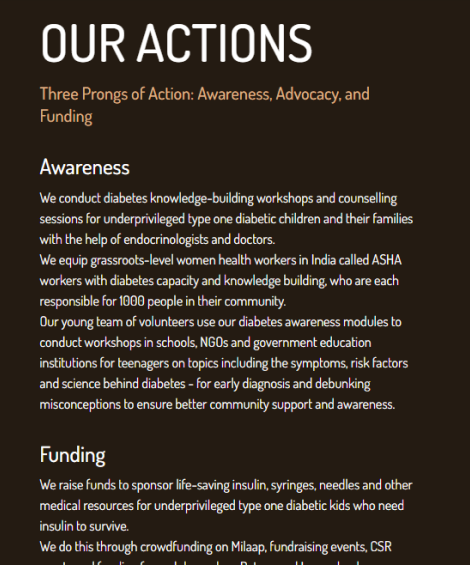 OUR ACTIONS
Three Prongs of Action: Awareness, Advocacy, and
Funding
Awareness
We conduct diabetes knowledge-building workshops and counselling
sessions for underprivileged type one diabetic children and their families
with the help of endocrinologists and doctors.
We equip grassroots-level women health workers in India called ASHA
workers with diabetes capacity and knowledge building, who are each
responsible for 1000 people in their community.
Our young team of volunteers use our diabetes awareness modules to
conduct workshops in schools, NGOs and government education
institutions for teenagers on topics including the symptoms, risk factors
and science behind diabetes - for early diagnosis and debunking
misconceptions to ensure better community support and awareness.
Funding
We raise funds to sponsor life-saving insulin, syringes, needles and other
medical resources for underprivileged type one diabetic kids who need
insulin to survive.
We do this through crowdfunding on Milaap, fundraising events, CSR